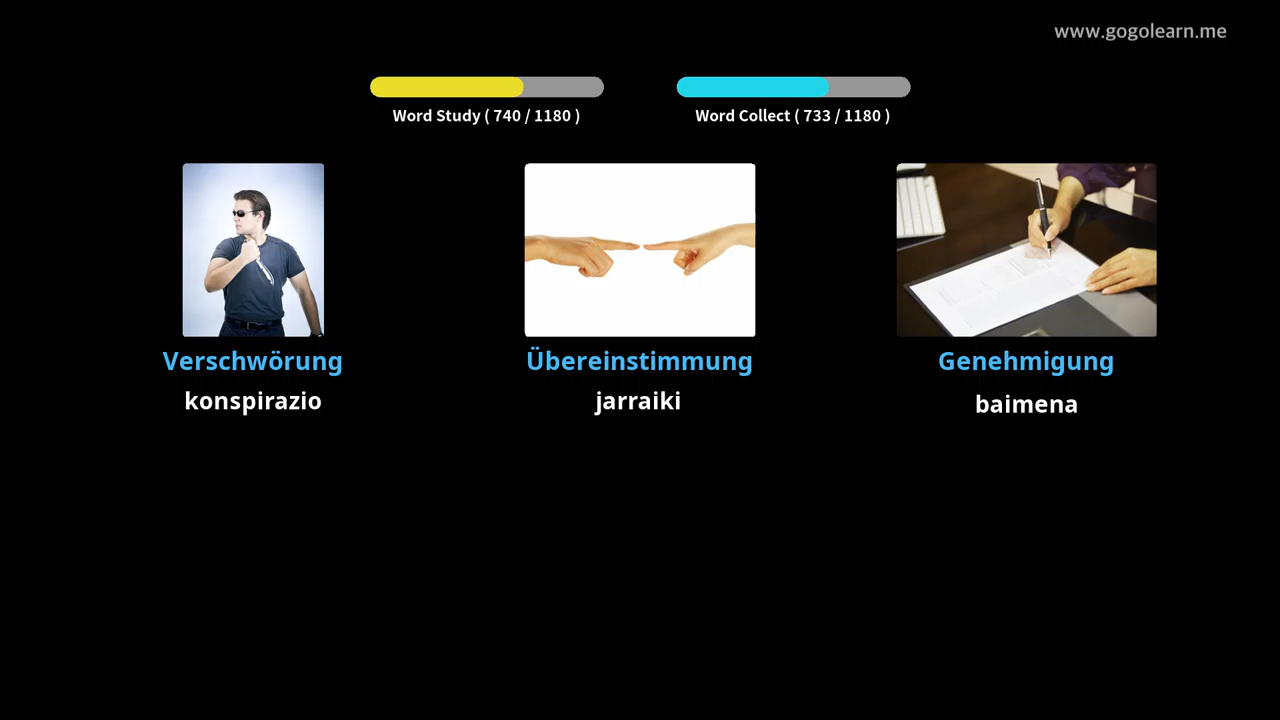 www.gogolearn.me
Word Study ( 740 / 1180 )
Word Collect ( 733 / 1180 )
Verschwörung
konspirazio
Übereinstimmung
jarraiki
Genehmigung
baimena